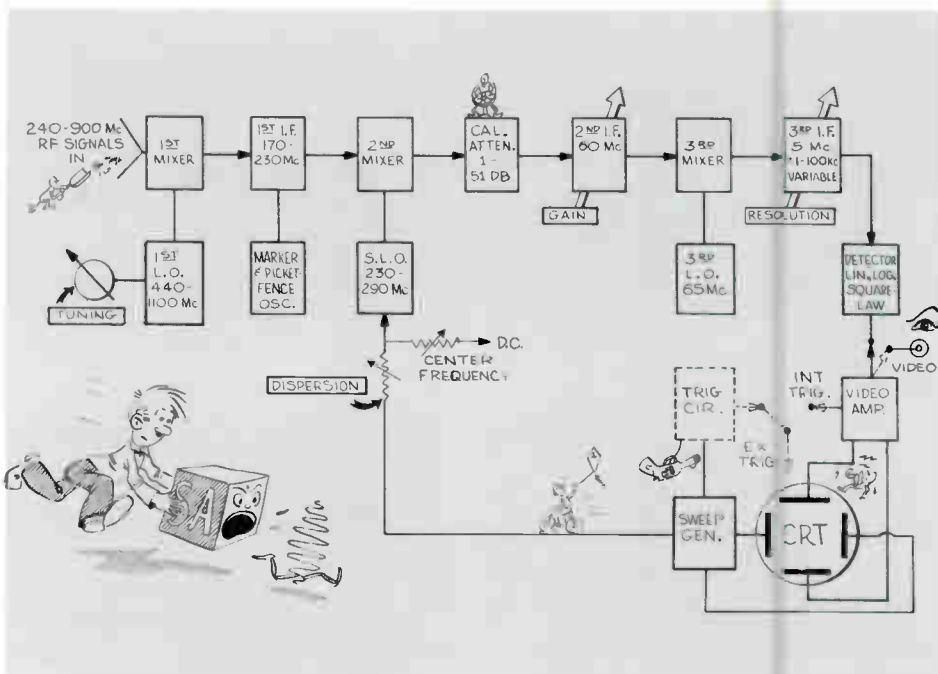 240-900 Mc
RF SIGNALS
IN
1ST
MIXER
1ST I.F.
170-
230Mc
2ND
MIXER
CAL.
ATTEN.
1-
51 DB
2ND I.F.
60 Mc
GAIN
3RD
MIXER
3RD I.F.
5 Mc
±1-100Kc
VARIABLE
RESOLUTION
1ST
L.O.
440-
1100 Mc
TUNING
MARKER
& PICKET-
FENCE
OSC.
S.L.O.
230-
290 Mc
3RD
L.O.
65 Mc
DETECTOR
LIN, LOG,
SQUARE-
LAW
D.C.
CENTER
FREQUENCY
DISPERSION
VIDEO
INT
TRIG.
VIDEO
AMP.
TRIG
CIR.
EX
TRIG
SWEEP
GEN.
CRT
SA